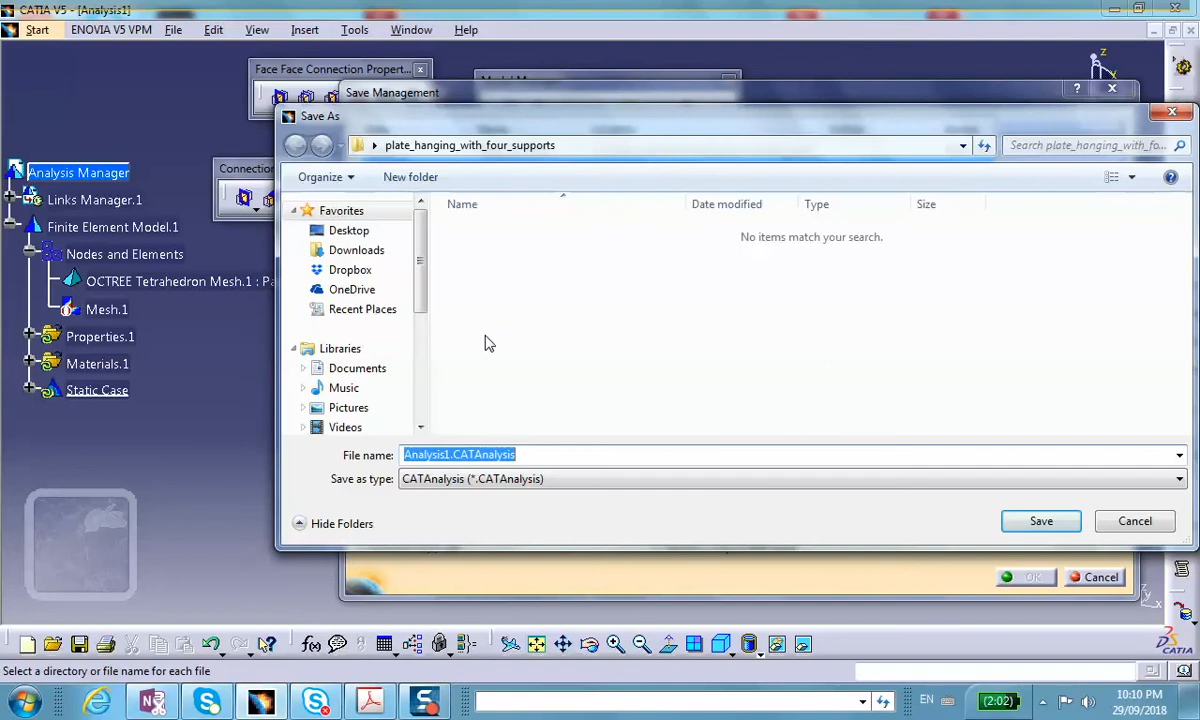 CATIA V5 - [Analysis1]
Start ENOVIA V5 VPM File Edit View Insert Tools Window Help
Face Face Connection Propert... x
Save Management
Save As
plate_hanging_with_four_supports
Search plate_hanging_with_fo...
Organize New folder
Analysis Manager
Links Manager.1
Finite Element Model.1
Nodes and Elements
OCTREE Tetrahedron Mesh.1 : Pa
Mesh.1
Properties.1
Materials.1
Static Case
Connection
Favorites
Desktop
Downloads
Dropbox
OneDrive
Recent Places
Libraries
Documents
Music
Pictures
Videos
Name Date modified Type Size
No items match your search.
File name: Analysis1.CATAnalysis
Save as type: CATAnalysis (*.CATAnalysis)
Hide Folders Save Cancel
OK Cancel
Select a directory or file name for each file
EN (2:02) 10:10 PM
29/09/2018